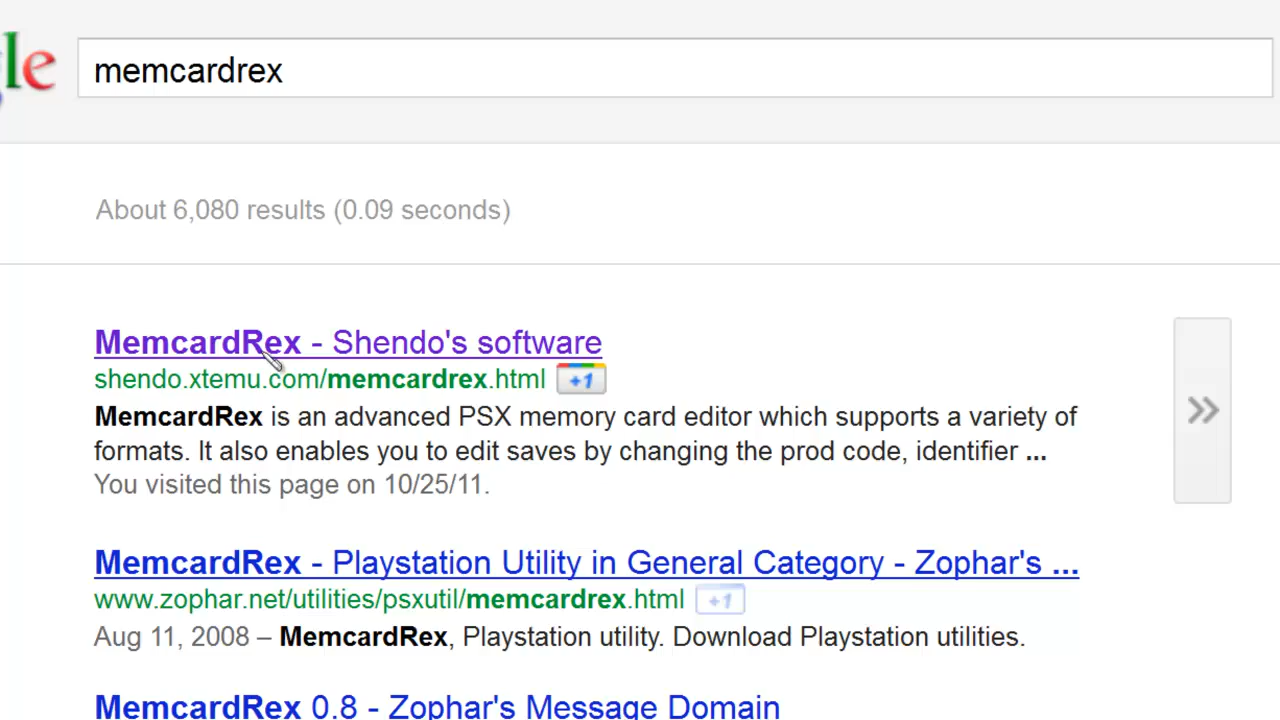 le
memcardrex
About 6,080 results (0.09 seconds)
MemcardRex - Shendo's software
shendo.xtemu.com/memcardrex.html +1
MemcardRex is an advanced PSX memory card editor which supports a variety of
formats. It also enables you to edit saves by changing the prod code, identifier ...
You visited this page on 10/25/11.
MemcardRex - Playstation Utility in General Category - Zophar's ...
www.zophar.net/utilities/psxutil/memcardrex.html +1
Aug 11, 2008 – MemcardRex, Playstation utility. Download Playstation utilities.
MemcardRex 0.8 - Zophar's Message Domain